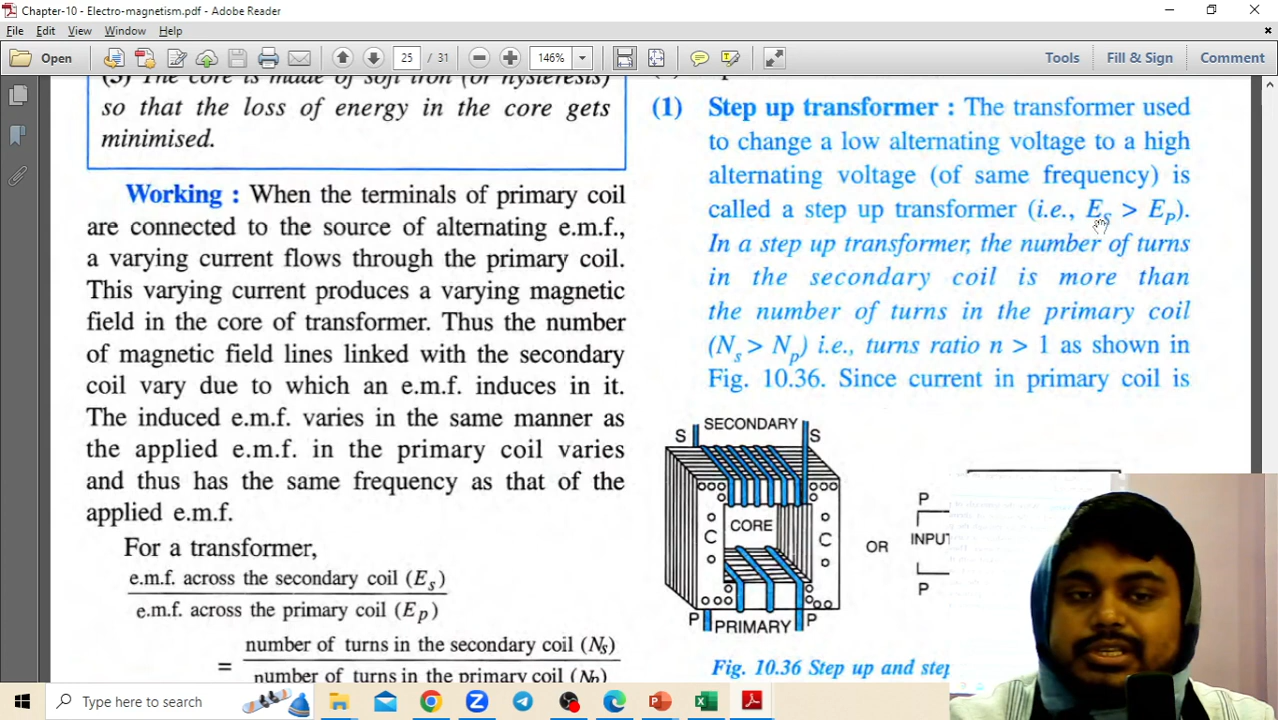 Chapter-10 - Electro-magnetism.pdf - Adobe Reader
File Edit View Window Help
Open 25 / 31 146% Tools Fill & Sign Comment
(3) The core is made of soft iron (of hysteresis)
so that the loss of energy in the core gets
minimised.
Working : When the terminals of primary coil
are connected to the source of alternating e.m.f.,
a varying current flows through the primary coil.
This varying current produces a varying magnetic
field in the core of transformer. Thus the number
of magnetic field lines linked with the secondary
coil vary due to which an e.m.f. induces in it.
The induced e.m.f. varies in the same manner as
the applied e.m.f. in the primary coil varies
and thus has the same frequency as that of the
applied e.m.f.
For a transformer,
e.m.f. across the secondary coil (Es)
e.m.f. across the primary coil (EP)
= number of turns in the secondary coil (Ns)
number of turns in the primary coil (Np)
(1) Step up transformer : The transformer used
to change a low alternating voltage to a high
alternating voltage (of same frequency) is
called a step up transformer (i.e., ES > EP).
In a step up transformer, the number of turns
in the secondary coil is more than
the number of turns in the primary coil
(Ns > Np) i.e., turns ratio n > 1 as shown in
Fig. 10.36. Since current in primary coil is
SECONDARY
S S
CORE
C C
P PRIMARY P
OR
P
INPUT
P
Fig. 10.36 Step up and step
Type here to search